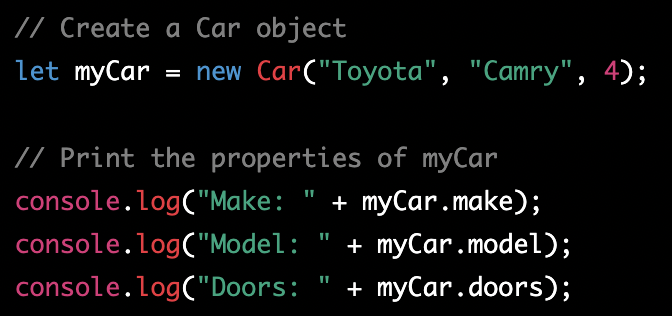 // Create a Car object
let myCar = new Car("Toyota", "Camry", 4);
// Print the properties of myCar
console.log("Make: " + myCar.make);
console.log("Model: " + myCar.model);
console.log("Doors: " + myCar.doors);